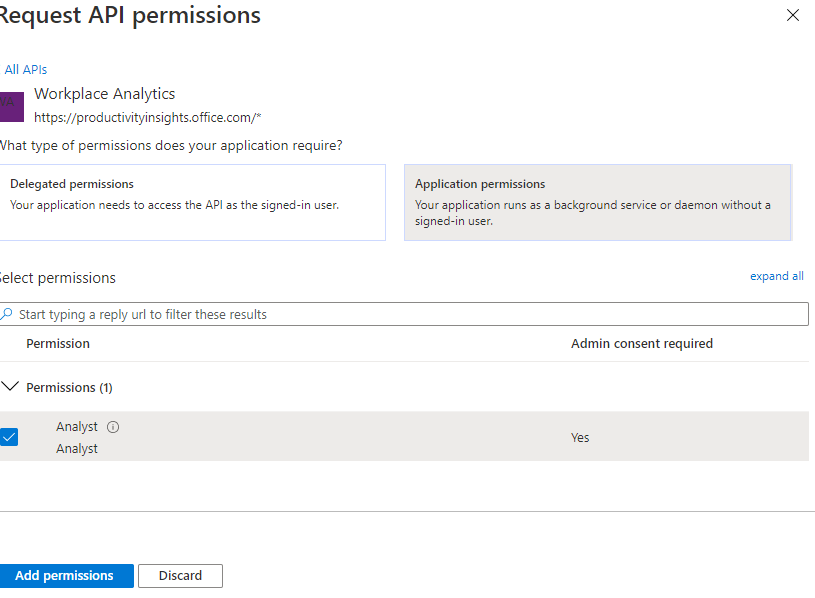 Request API permissions
All APIs
WA
Workplace Analytics
https://productivityinsights.office.com/*
What type of permissions does your application require?
Delegated permissions
Your application needs to access the API as the signed-in user.
Application permissions
Your application runs as a background service or daemon without a
signed-in user.
Select permissions
expand all
Start typing a reply url to filter these results
Permission
Admin consent required
Permissions (1)
Analyst
Analyst
Yes
Add permissions
Discard